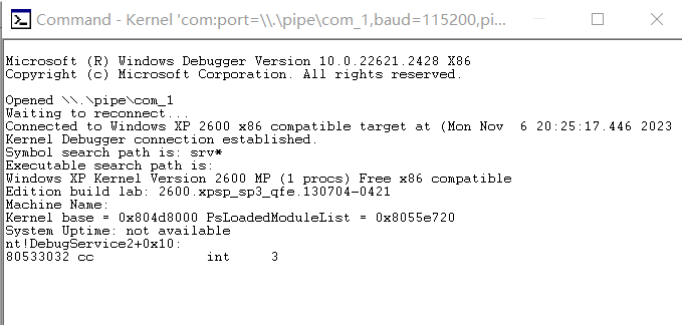 Command - Kernel 'com:port=\\.\pipe\com_1,baud=115200,pi...
Microsoft (R) Windows Debugger Version 10.0.22621.2428 X86
Copyright (c) Microsoft Corporation. All rights reserved.
Opened \\.\pipe\com_1
Waiting to reconnect...
Connected to Windows XP 2600 x86 compatible target at (Mon Nov  6 20:25:17.446 2023
Kernel Debugger connection established.
Symbol search path is: srv*
Executable search path is:
Windows XP Kernel Version 2600 MP (1 procs) Free x86 compatible
Edition build lab: 2600.xpsp_sp3_qfe.130704-0421
Machine Name:
Kernel base = 0x804d8000 PsLoadedModuleList = 0x8055e720
System Uptime: not available
nt!DebugService2+0x10:
80533032 cc              int     3